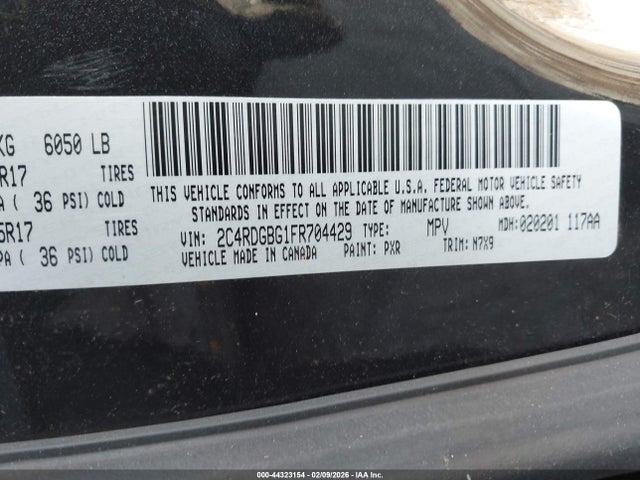 KG 6050 LB
R17 TIRES
A ( 36 PSI) COLD
5R17 TIRES
PA ( 36 PSI) COLD
THIS VEHICLE CONFORMS TO ALL APPLICABLE U.S.A. FEDERAL MOTOR VEHICLE SAFETY
STANDARDS IN EFFECT ON THE DATE OF MANUFACTURE SHOWN ABOVE.
VIN: 2C4RDGBG1FR704429 TYPE: MPV MDH: 020201 117AA
VEHICLE MADE IN CANADA PAINT: PXR TRIM: N7X9
000-44323154 - 02/09/2026 - IAA Inc.